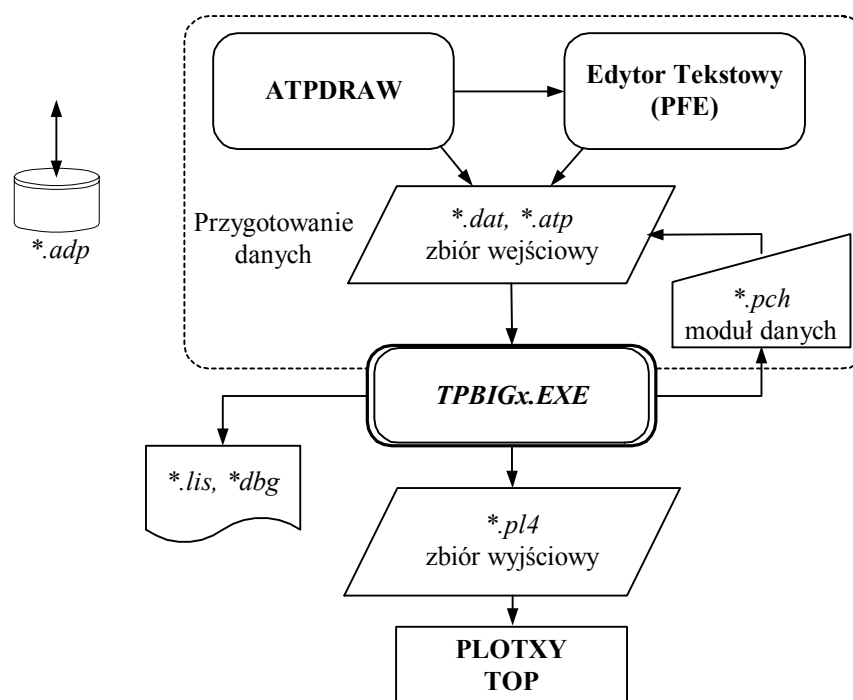 ATPDRAW
Edytor Tekstowy
(PFE)
*.adp
Przygotowanie
danych
*.dat, *.atp
zbiór wejściowy
*.pch
moduł danych
TPBIGx.EXE
*.lis, *dbg
*.pl4
zbiór wyjściowy
PLOTXY
TOP